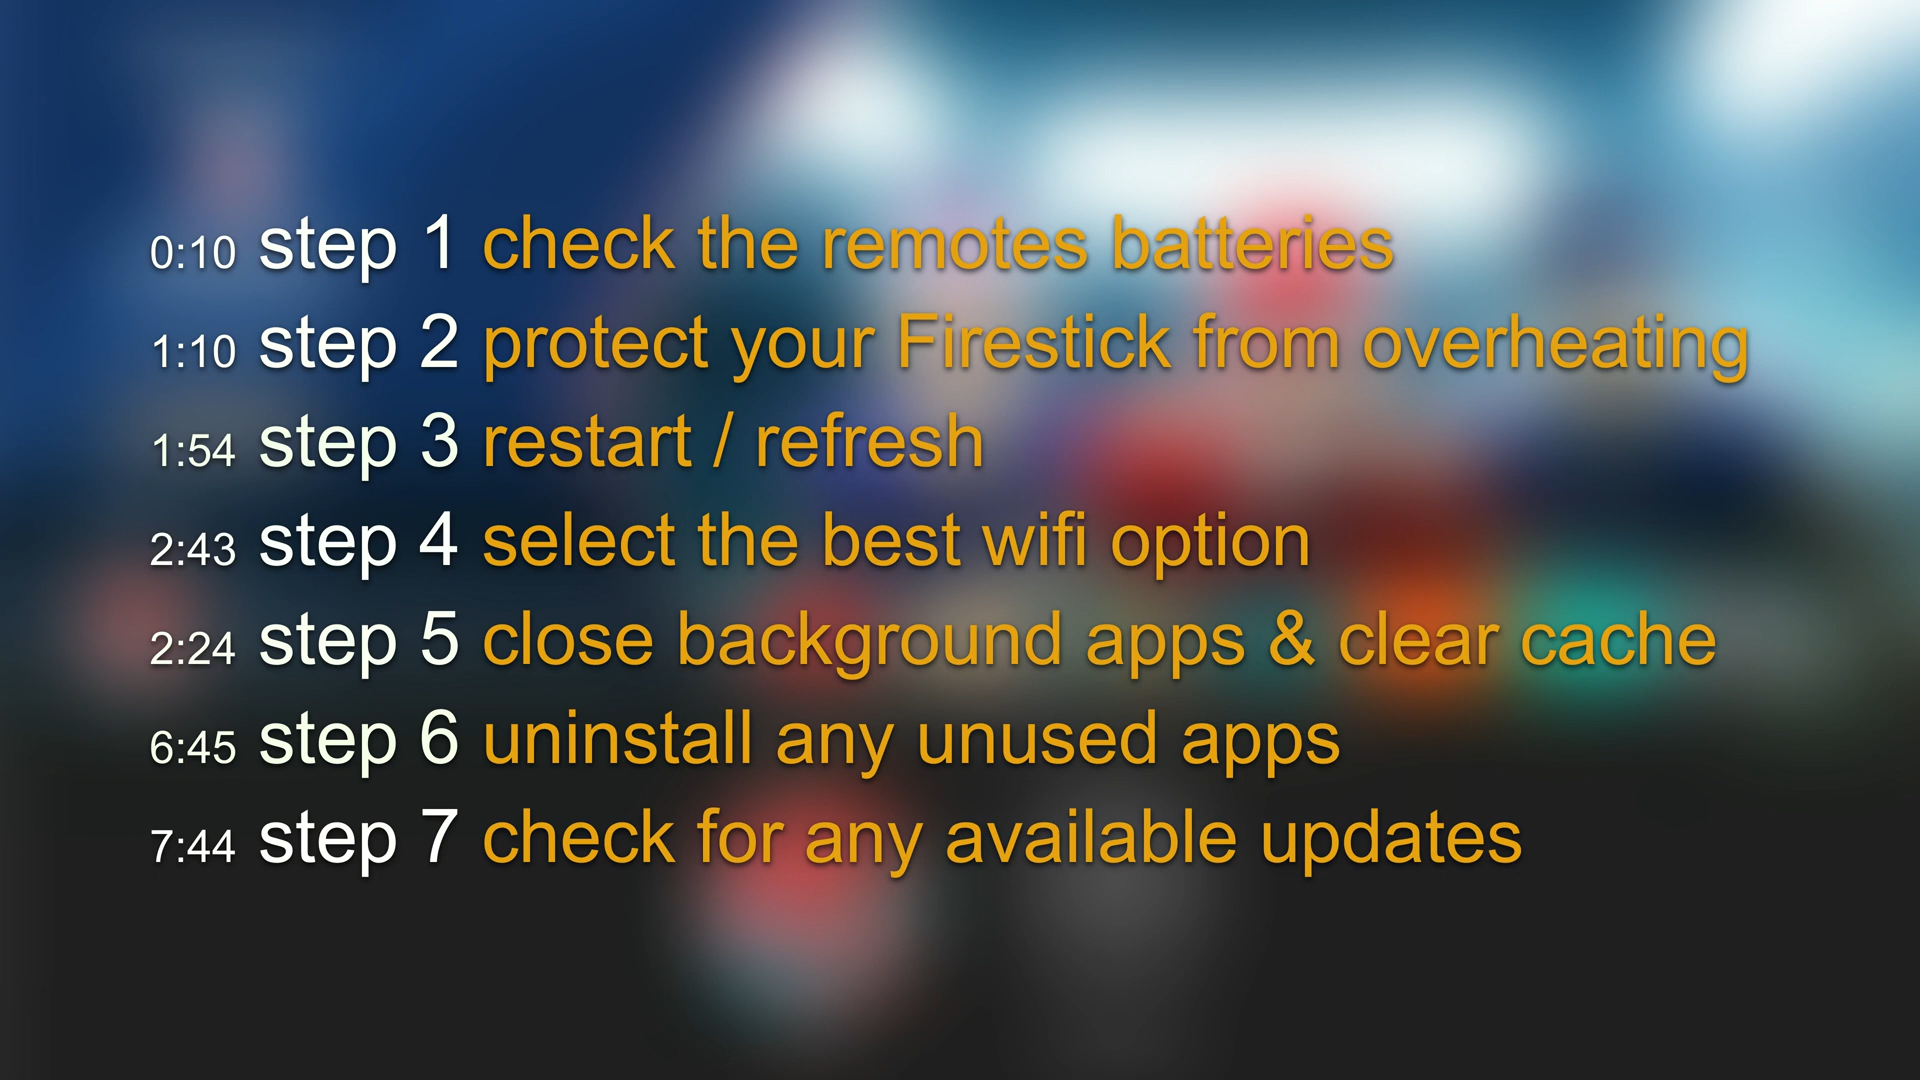 0:10 step 1 check the remotes batteries
1:10 step 2 protect your Firestick from overheating
1:54 step 3 restart / refresh
2:43 step 4 select the best wifi option
2:24 step 5 close background apps & clear cache
6:45 step 6 uninstall any unused apps
7:44 step 7 check for any available updates